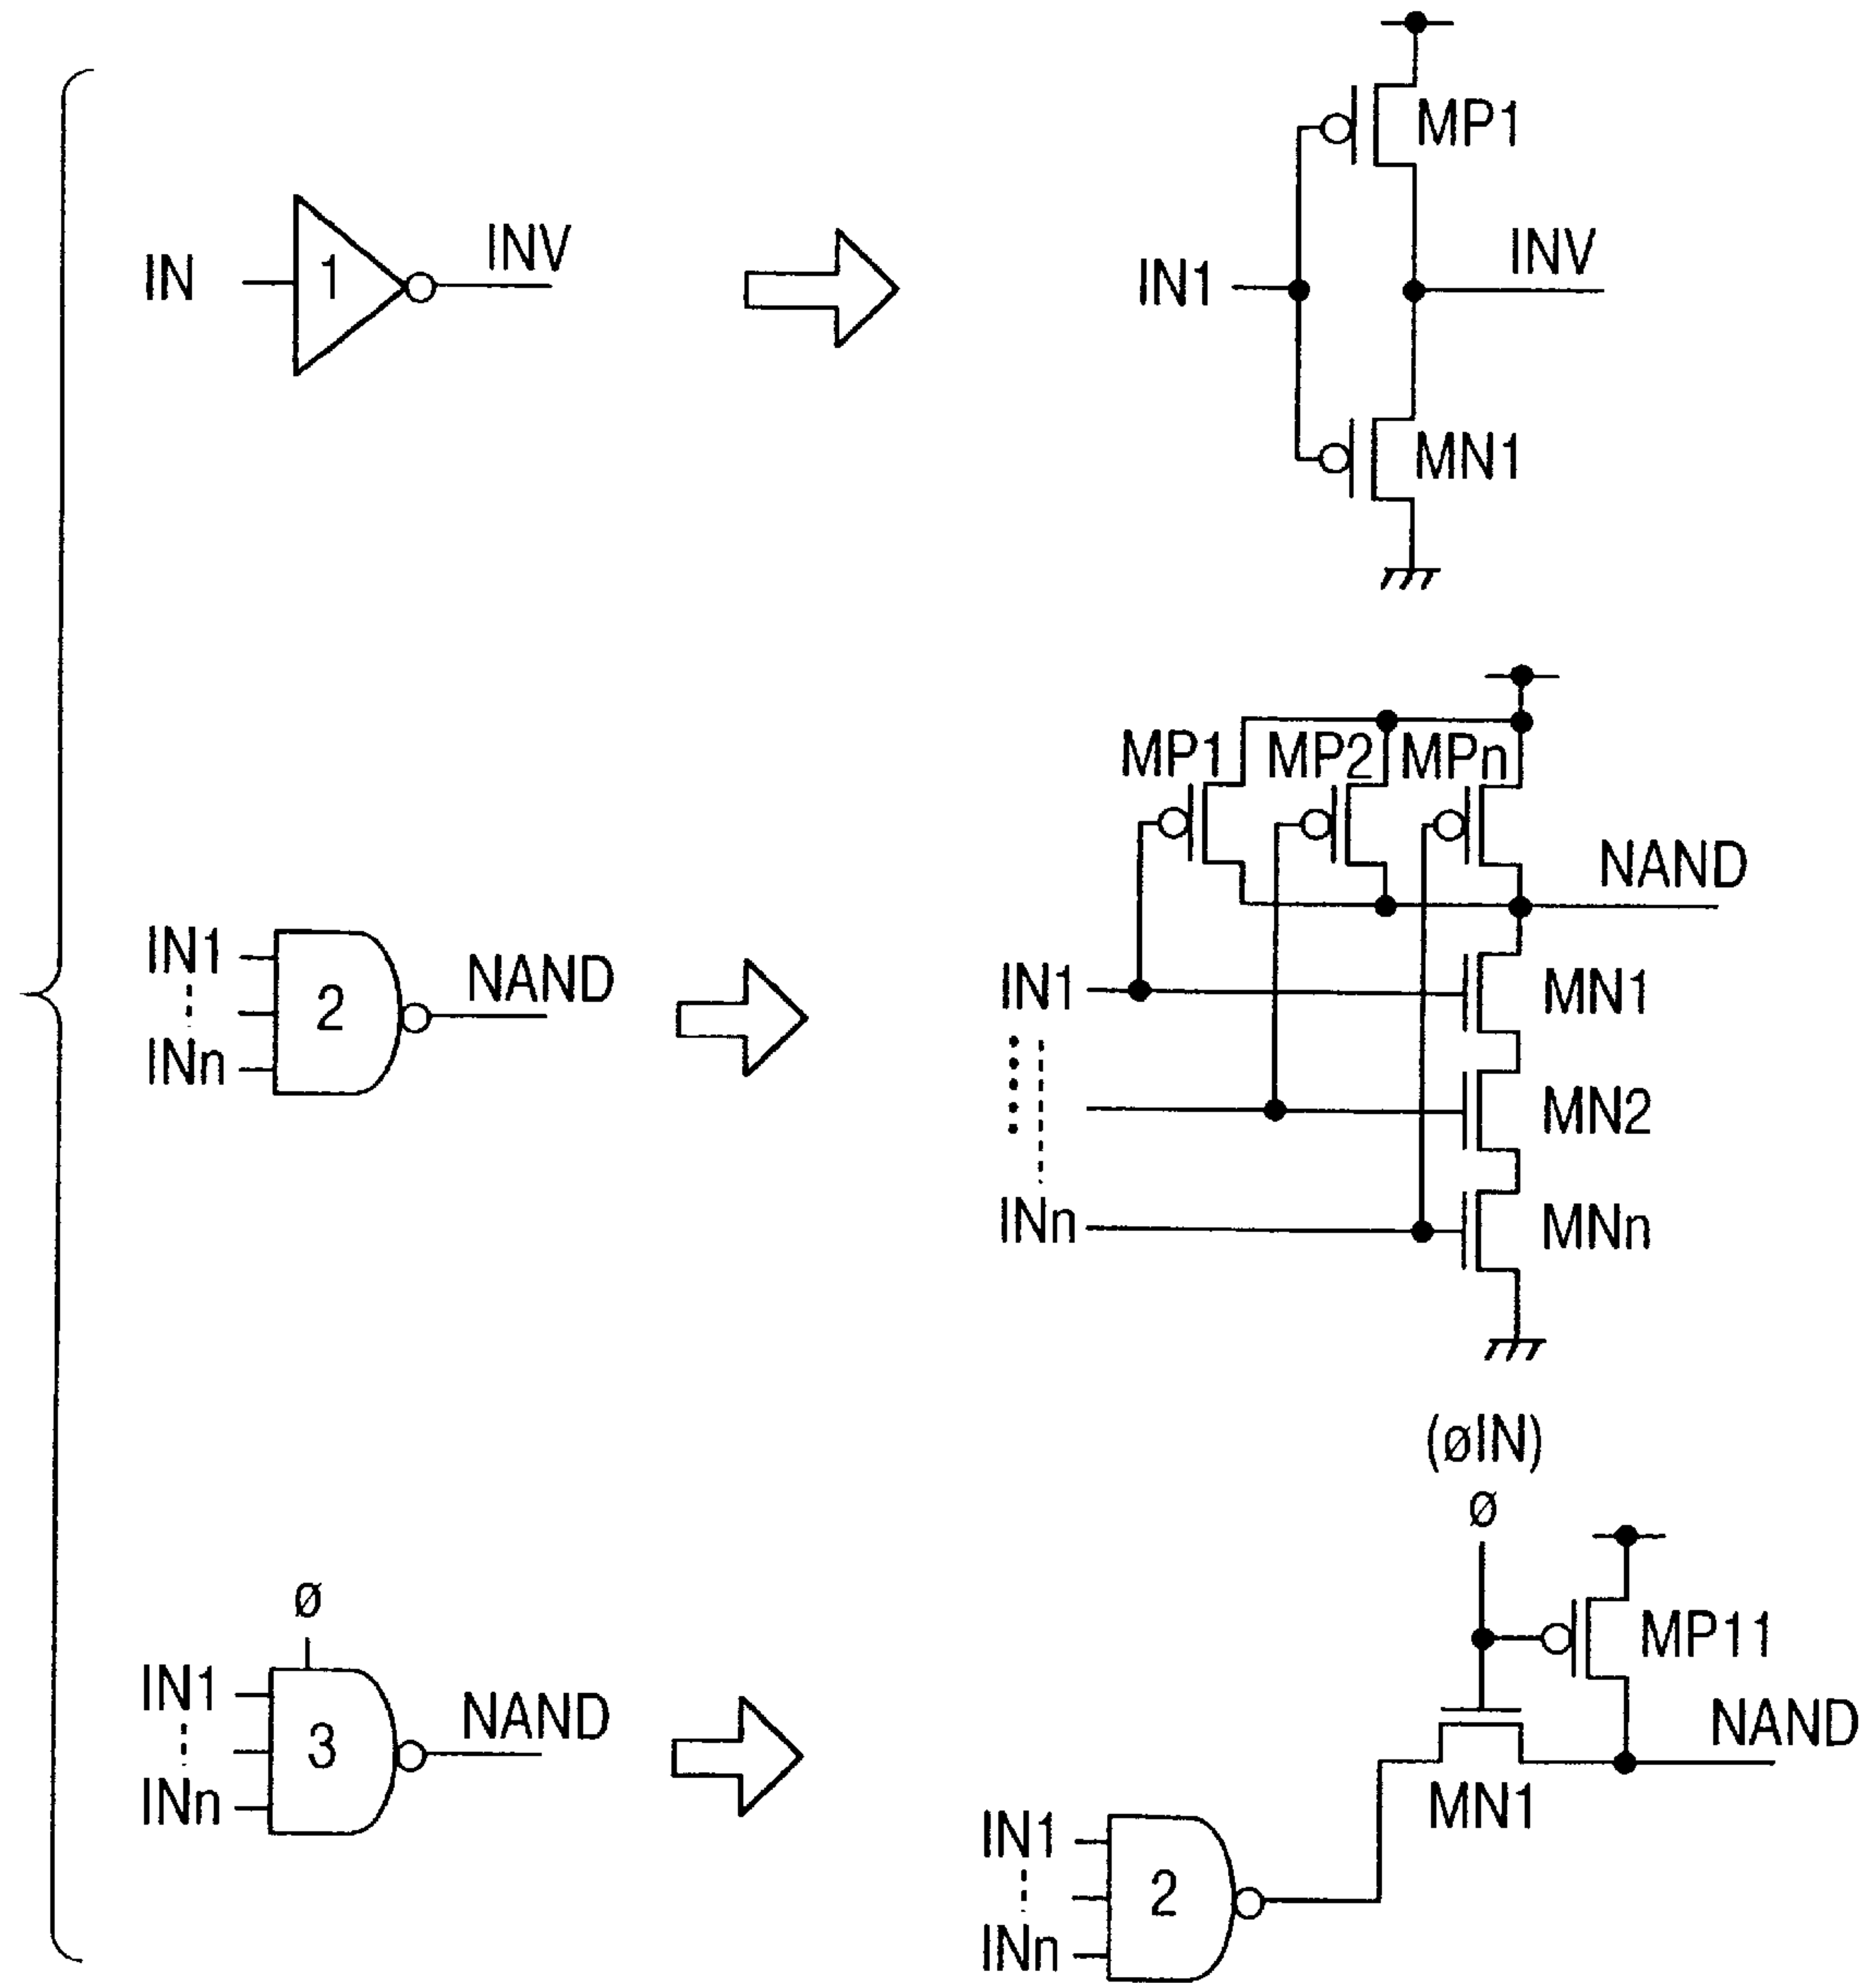 MP1
IN
1
INV
IN1
INV
MN1
MP1
MP2
MPn
NAND
IN1
INn
2
NAND
IN1
INn
MN1
MN2
MNn
(øIN)
ø
ø
IN1
INn
3
NAND
MP11
NAND
MN1
IN1
INn
2